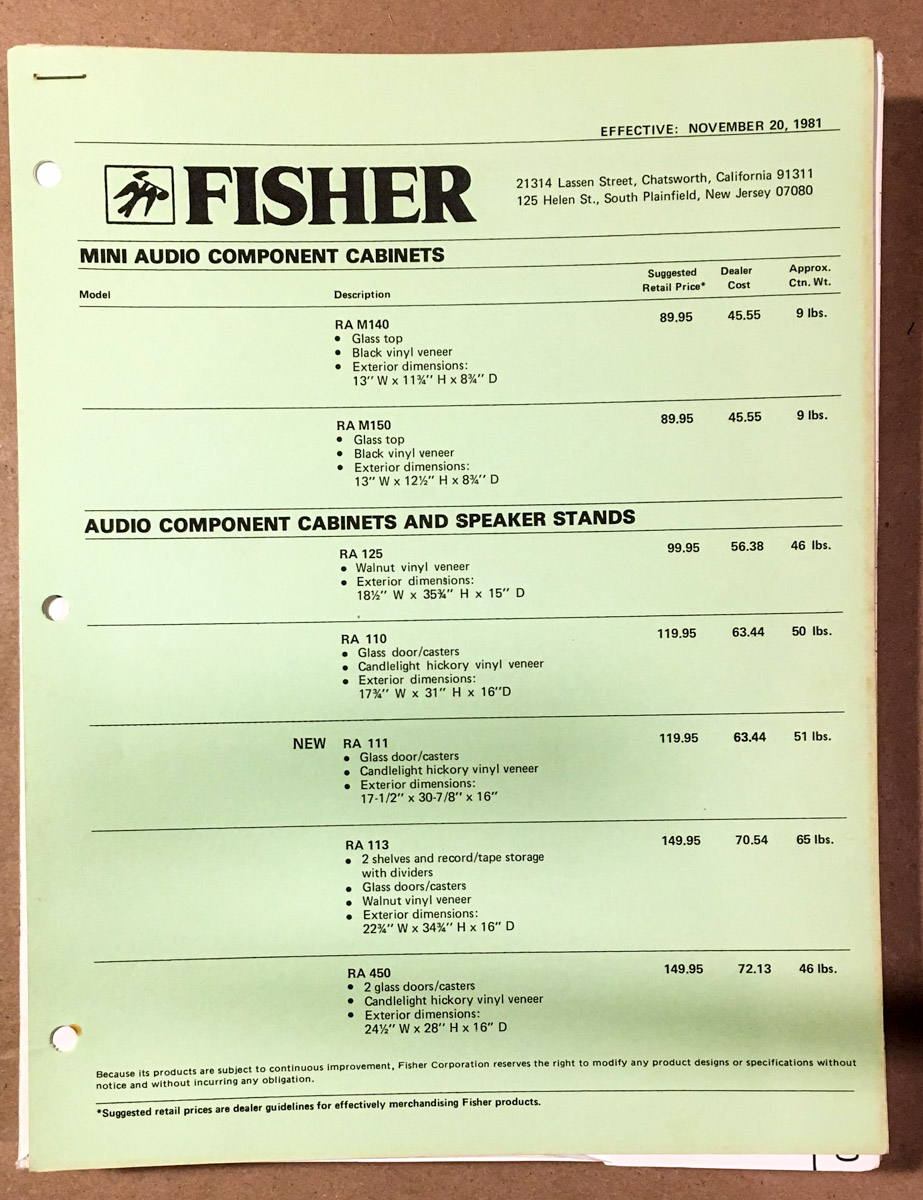 EFFECTIVE: NOVEMBER 20, 1981
FISHER
21314 Lassen Street, Chatsworth, California 91311
125 Helen St., South Plainfield, New Jersey 07080
MINI AUDIO COMPONENT CABINETS
Model Description Suggested Retail Price* Dealer Cost Approx. Ctn. Wt.
RA M140 89.95 45.55 9 lbs.
• Glass top
• Black vinyl veneer
• Exterior dimensions:
13" W x 11¾" H x 8¾" D
RA M150 89.95 45.55 9 lbs.
• Glass top
• Black vinyl veneer
• Exterior dimensions:
13" W x 12½" H x 8¾" D
AUDIO COMPONENT CABINETS AND SPEAKER STANDS
RA 125 99.95 56.38 46 lbs.
• Walnut vinyl veneer
• Exterior dimensions:
18½" W x 35¾" H x 15" D
RA 110 119.95 63.44 50 lbs.
• Glass door/casters
• Candlelight hickory vinyl veneer
• Exterior dimensions:
17¾" W x 31" H x 16"D
NEW RA 111 119.95 63.44 51 lbs.
• Glass door/casters
• Candlelight hickory vinyl veneer
• Exterior dimensions:
17-1/2" x 30-7/8" x 16"
RA 113 149.95 70.54 65 lbs.
• 2 shelves and record/tape storage
with dividers
• Glass doors/casters
• Walnut vinyl veneer
• Exterior dimensions:
22¾" W x 34¾" H x 16" D
RA 450 149.95 72.13 46 lbs.
• 2 glass doors/casters
• Candlelight hickory vinyl veneer
• Exterior dimensions:
24½" W x 28" H x 16" D
Because its products are subject to continuous improvement, Fisher Corporation reserves the right to modify any product designs or specifications without
notice and without incurring any obligation.
*Suggested retail prices are dealer guidelines for effectively merchandising Fisher products.